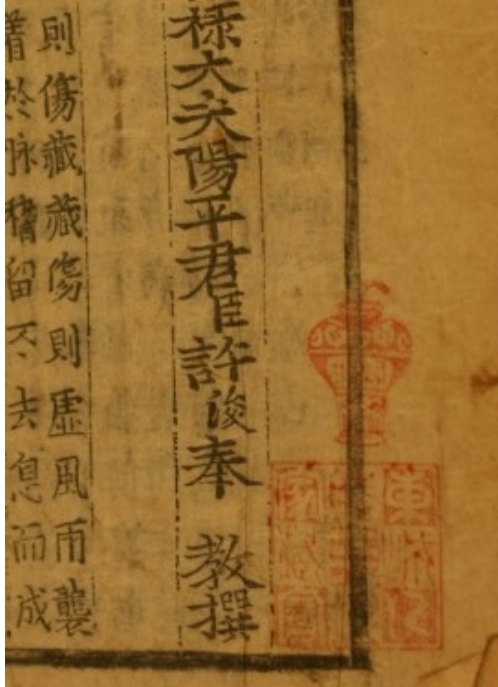 祿大夫陽平君臣許浚奉 教撰
則傷藏藏傷則虛風雨襲
着於脉稽留不去息而成